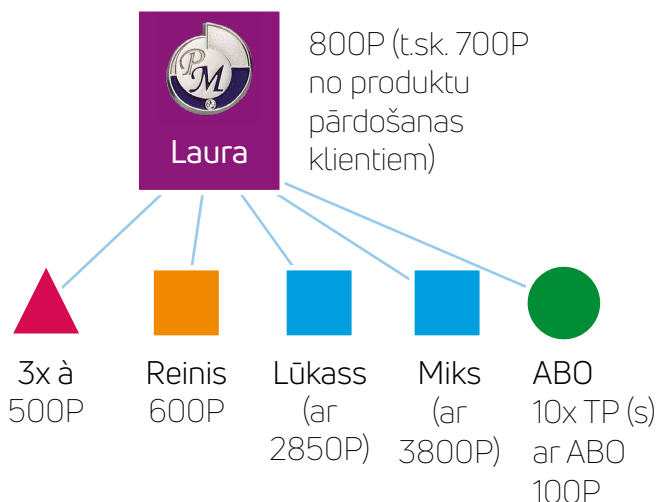 PM
Laura
800P (t.sk. 700P
no produktu
pārdošanas
klientiem)
3x à
500P
Reinis
600P
Lūkass
(ar
2850P)
Miks
(ar
3800P)
ABO
10x TP (s)
ar ABO
100P